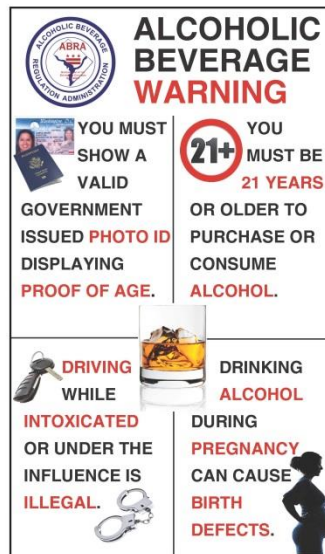 ALCOHOLIC BEVERAGE
REGULATION ADMINISTRATION
ABRA
ALCOHOLIC
BEVERAGE
WARNING
YOU MUST
SHOW A
VALID
GOVERNMENT
ISSUED PHOTO ID
DISPLAYING
PROOF OF AGE.
21+
YOU
MUST BE
21 YEARS
OR OLDER TO
PURCHASE OR
CONSUME
ALCOHOL.
DRIVING
WHILE
INTOXICATED
OR UNDER THE
INFLUENCE IS
ILLEGAL.
DRINKING
ALCOHOL
DURING
PREGNANCY
CAN CAUSE
BIRTH
DEFECTS.